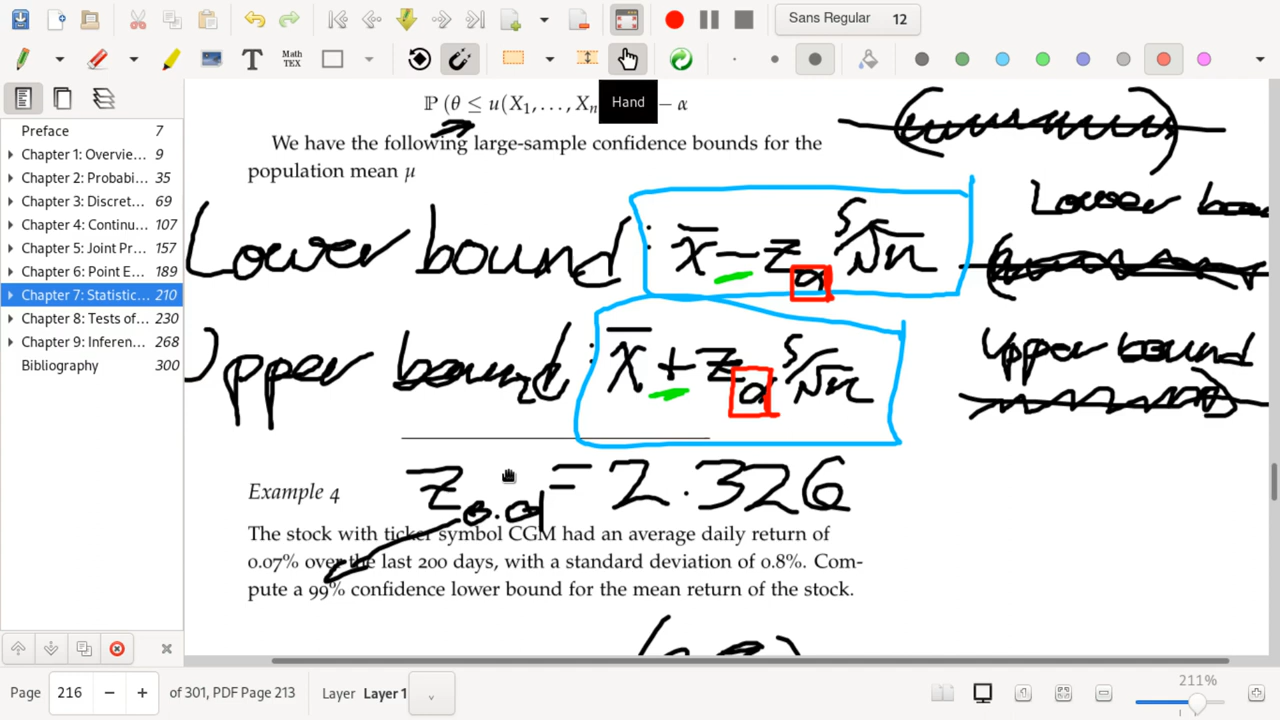 Sans Regular 12
T Math TEX
Preface 7
Chapter 1: Overvie... 9
Chapter 2: Probabi... 35
Chapter 3: Discret... 69
Chapter 4: Continu... 107
Chapter 5: Joint Pr... 157
Chapter 6: Point E... 189
Chapter 7: Statistic... 210
Chapter 8: Tests of... 230
Chapter 9: Inferen... 268
Bibliography 300
ℙ (θ ≤ u(X₁, . . . , Xₙ
Hand
− α
We have the following large-sample confidence bounds for the
population mean μ
Lower bound : x̄ − z_α s/√n
Lower bou
Upper bound : x̄ + z_α s/√n
Upper bound
z_0.01 = 2.326
Example 4
The stock with ticker symbol CGM had an average daily return of
0.07% over the last 200 days, with a standard deviation of 0.8%. Com-
pute a 99% confidence lower bound for the mean return of the stock.
Page 216 of 301, PDF Page 213 Layer Layer 1 211%